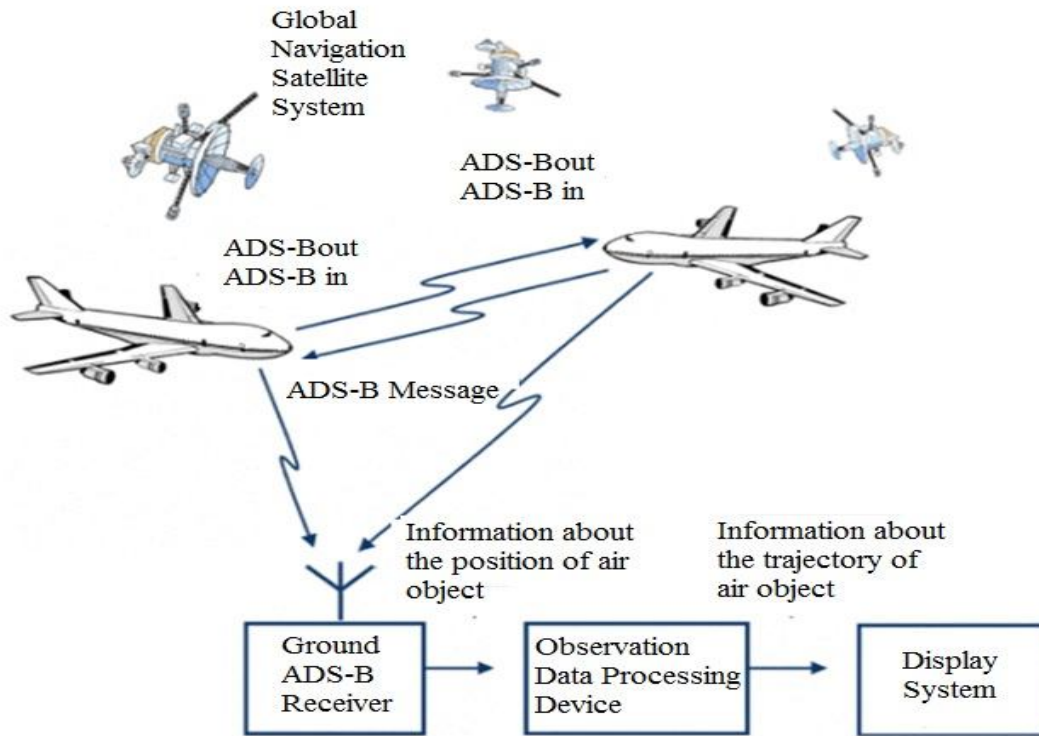 Global
Navigation
Satellite
System
ADS-Bout
ADS-B in
ADS-Bout
ADS-B in
ADS-B Message
Information about
the position of air
object
Information about
the trajectory of
air object
Ground
ADS-B
Receiver
Observation
Data Processing
Device
Display
System